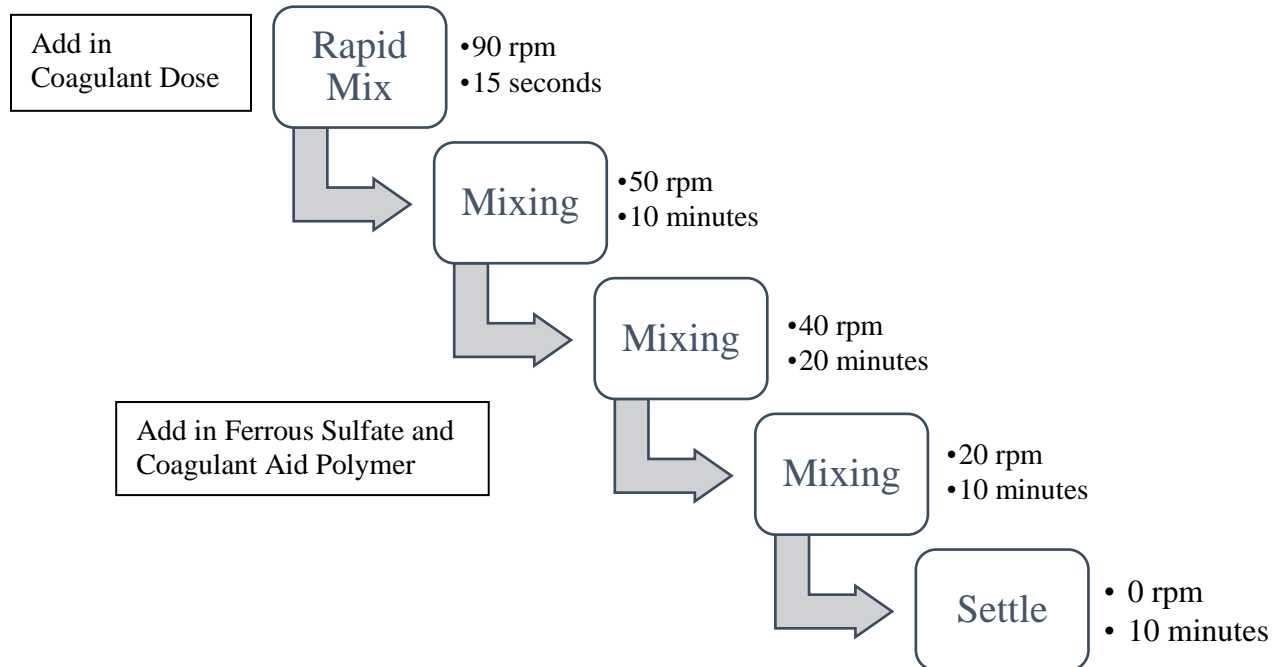 Add in
Coagulant Dose
Rapid
Mix
•90 rpm
•15 seconds
Mixing
•50 rpm
•10 minutes
Mixing
•40 rpm
•20 minutes
Add in Ferrous Sulfate and
Coagulant Aid Polymer
Mixing
•20 rpm
•10 minutes
Settle
• 0 rpm
• 10 minutes